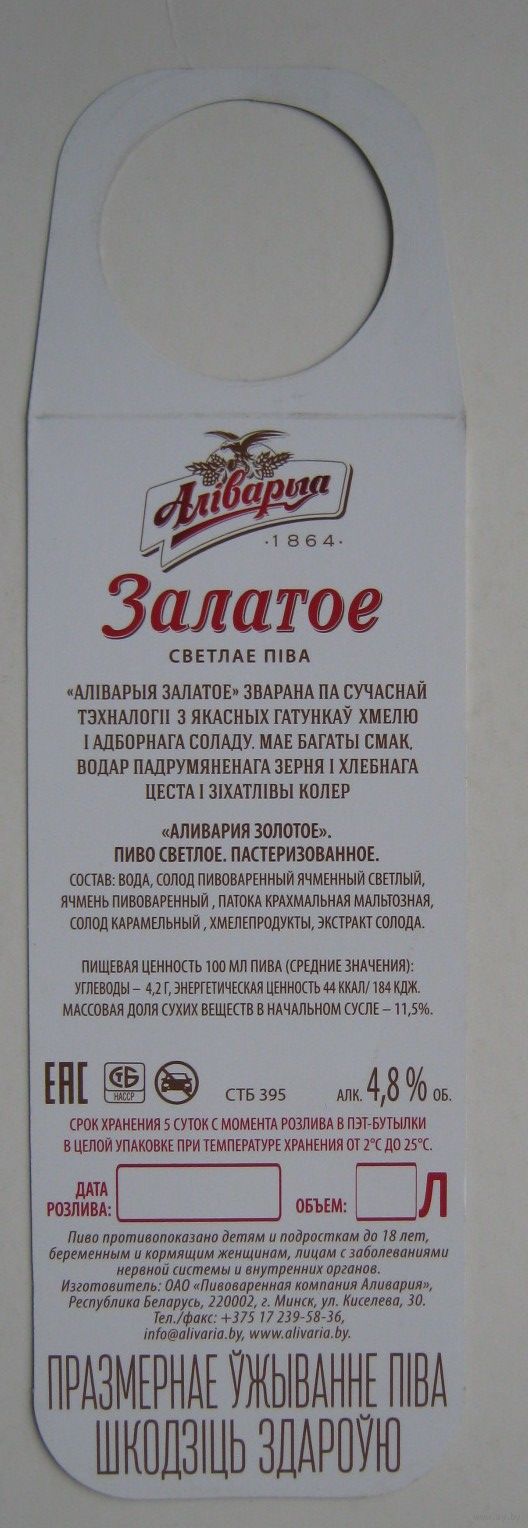 Аліварыя
·1864·
Залатое
СВЕТЛАЕ ПІВА
«АЛІВАРЫЯ ЗАЛАТОЕ» ЗВАРАНА ПА СУЧАСНАЙ
ТЭХНАЛОГІІ З ЯКАСНЫХ ГАТУНКАЎ ХМЕЛЮ
І АДБОРНАГА СОЛАДУ. МАЕ БАГАТЫ СМАК,
ВОДАР ПАДРУМЯНЕНАГА ЗЕРНЯ І ХЛЕБНАГА
ЦЕСТА І ЗІХАТЛІВЫ КОЛЕР
«АЛИВАРИЯ ЗОЛОТОЕ».
ПИВО СВЕТЛОЕ. ПАСТЕРИЗОВАННОЕ.
СОСТАВ: ВОДА, СОЛОД ПИВОВАРЕННЫЙ ЯЧМЕННЫЙ СВЕТЛЫЙ,
ЯЧМЕНЬ ПИВОВАРЕННЫЙ , ПАТОКА КРАХМАЛЬНАЯ МАЛЬТОЗНАЯ,
СОЛОД КАРАМЕЛЬНЫЙ , ХМЕЛЕПРОДУКТЫ, ЭКСТРАКТ СОЛОДА.
ПИЩЕВАЯ ЦЕННОСТЬ 100 МЛ ПИВА (СРЕДНИЕ ЗНАЧЕНИЯ):
УГЛЕВОДЫ – 4,2 Г, ЭНЕРГЕТИЧЕСКАЯ ЦЕННОСТЬ 44 ККАЛ/ 184 КДЖ.
МАССОВАЯ ДОЛЯ СУХИХ ВЕЩЕСТВ В НАЧАЛЬНОМ СУСЛЕ – 11,5%.
ЕАС СТБ НАССР СТБ 395 АЛК. 4,8 % ОБ.
СРОК ХРАНЕНИЯ 5 СУТОК С МОМЕНТА РОЗЛИВА В ПЭТ-БУТЫЛКИ
В ЦЕЛОЙ УПАКОВКЕ ПРИ ТЕМПЕРАТУРЕ ХРАНЕНИЯ ОТ 2°С ДО 25°С.
ДАТА
РОЗЛИВА: ОБЪЕМ: Л
Пиво противопоказано детям и подросткам до 18 лет,
беременным и кормящим женщинам, лицам с заболеваниями
нервной системы и внутренних органов.
Изготовитель: ОАО «Пивоваренная компания Аливария»,
Республика Беларусь, 220002, г. Минск, ул. Киселева, 30.
Тел./факс: +375 17 239-58-36,
info@alivaria.by, www.alivaria.by.
ПРАЗМЕРНАЕ ЎЖЫВАННЕ ПІВА
ШКОДЗІЦЬ ЗДАРОЎЮ